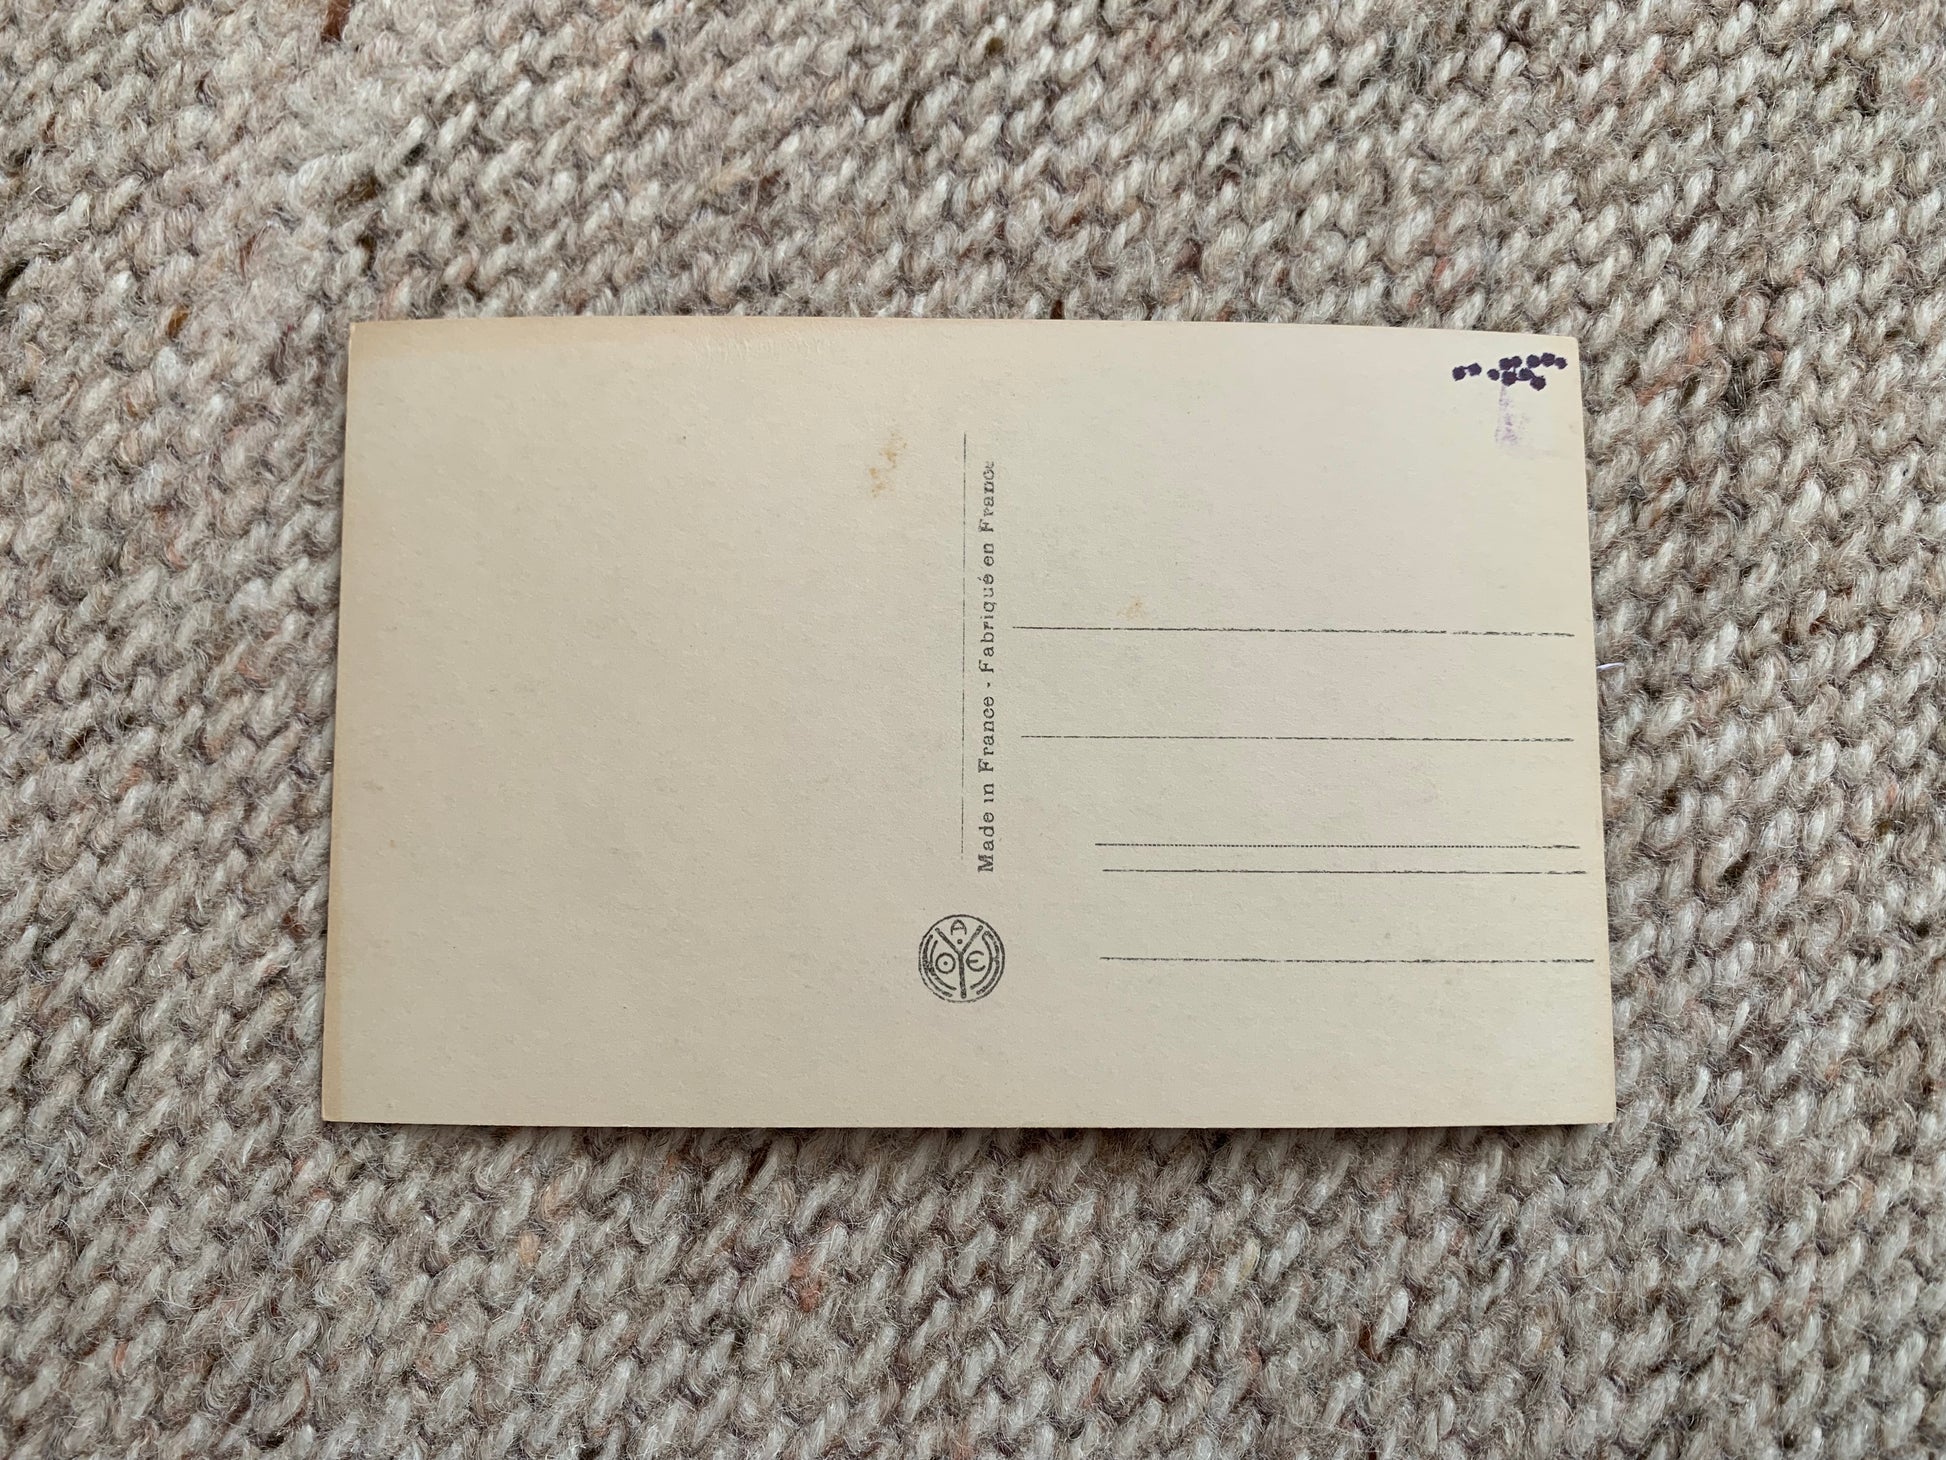 Made in France - Fabriqué en France
A
O Y E